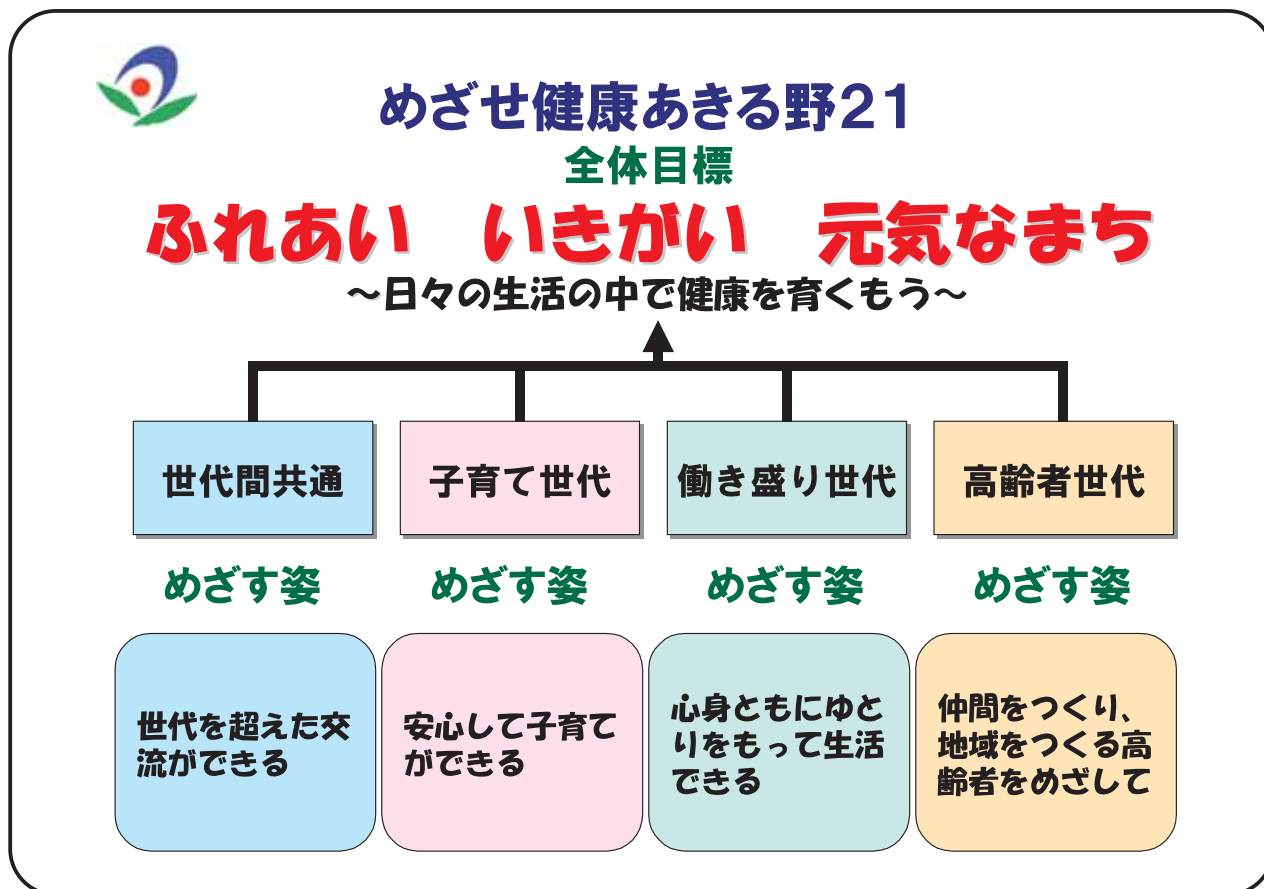 めざせ健康あきる野21
全体目標
ふれあい　いきがい　元気なまち
～日々の生活の中で健康を育くもう～
世代間共通
子育て世代
働き盛り世代
高齢者世代
めざす姿
めざす姿
めざす姿
めざす姿
世代を超えた交
流ができる
安心して子育て
ができる
心身ともにゆと
りをもって生活
できる
仲間をつくり、
地域をつくる高
齢者をめざして